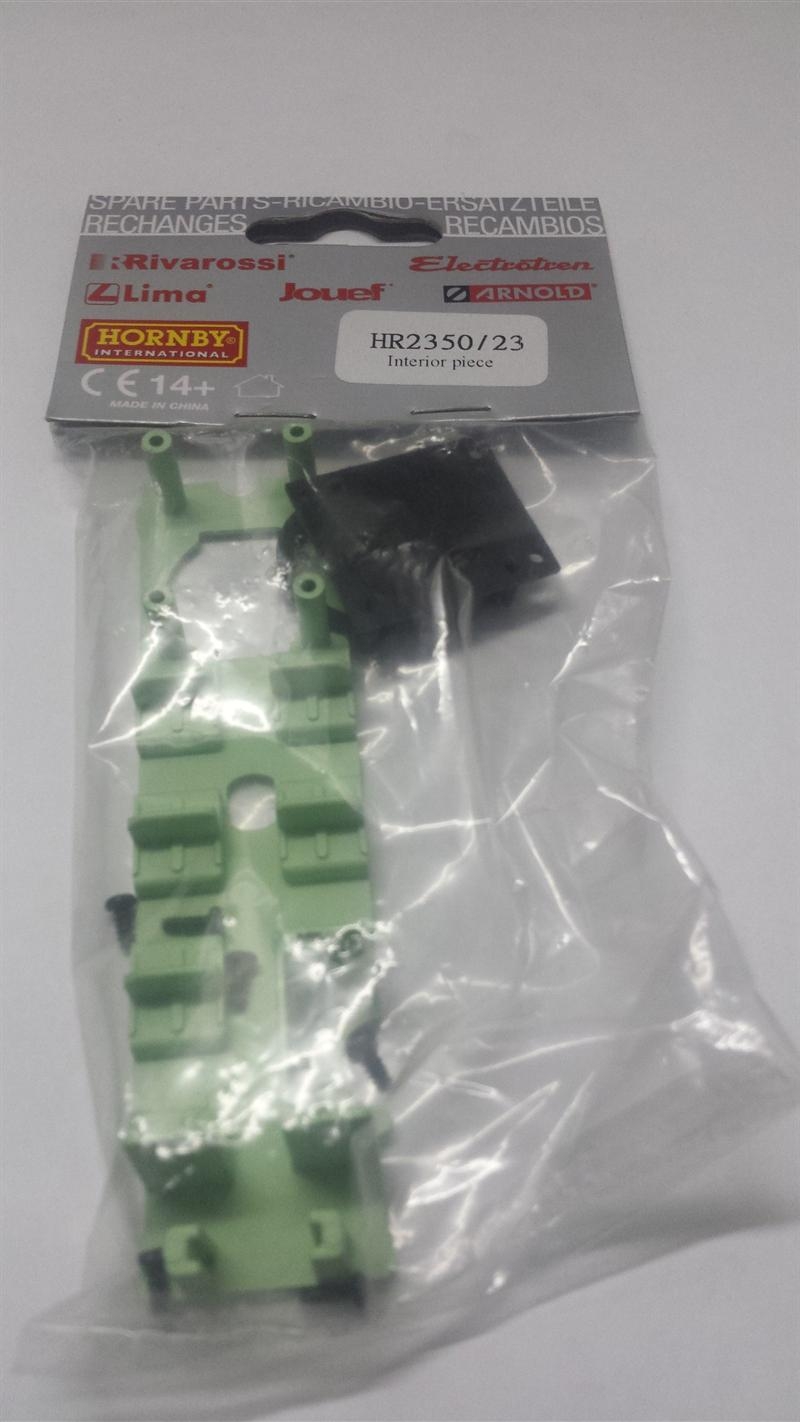 SPARE PARTS-RICAMBIO-ERSATZTEILE
RECHANGES RECAMBIOS
Rivarossi Electrotren
Lima Jouef ARNOLD
HORNBY®
INTERNATIONAL
HR2350/23
Interior piece
CE 14+
MADE IN CHINA